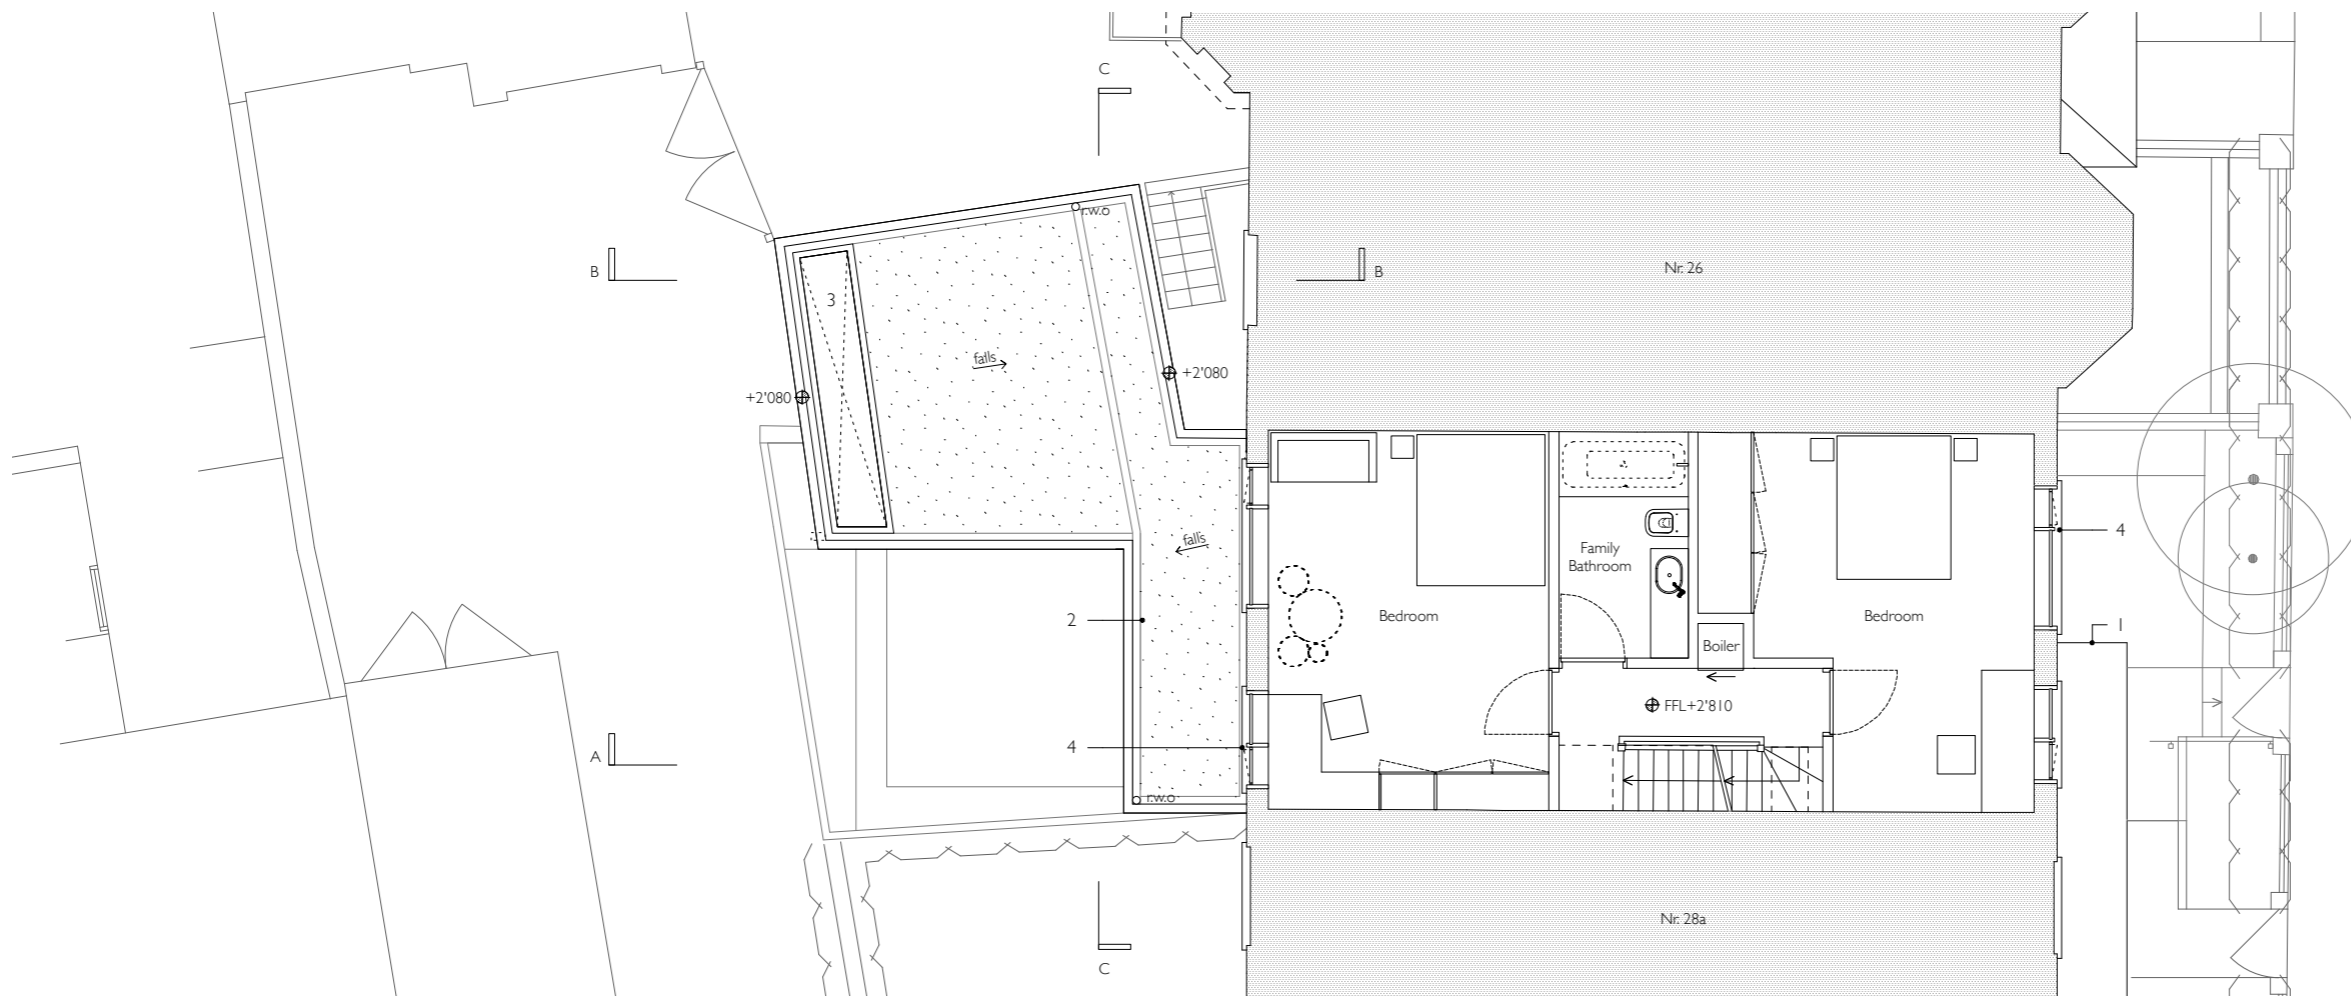 C
r.w.o
B
B
Nr. 26
3
falls
+2'080
+2'080
4
falls
Family
Bathroom
2
Bedroom
Bedroom
1
Boiler
FFL+2'810
4
A
r.w.o
Nr. 28a
C